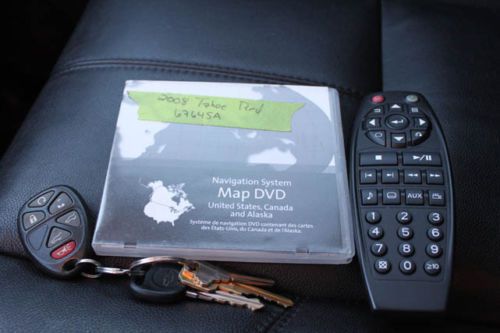 2008 Tahoe Red
67645A
Navigation System
Map DVD
United States, Canada
and Alaska
Système de navigation DVD contenant des cartes
des États-Unis, du Canada et de l'Alaska.
AUX
1 2 3
4 5 6
7 8 9
0 ≥10